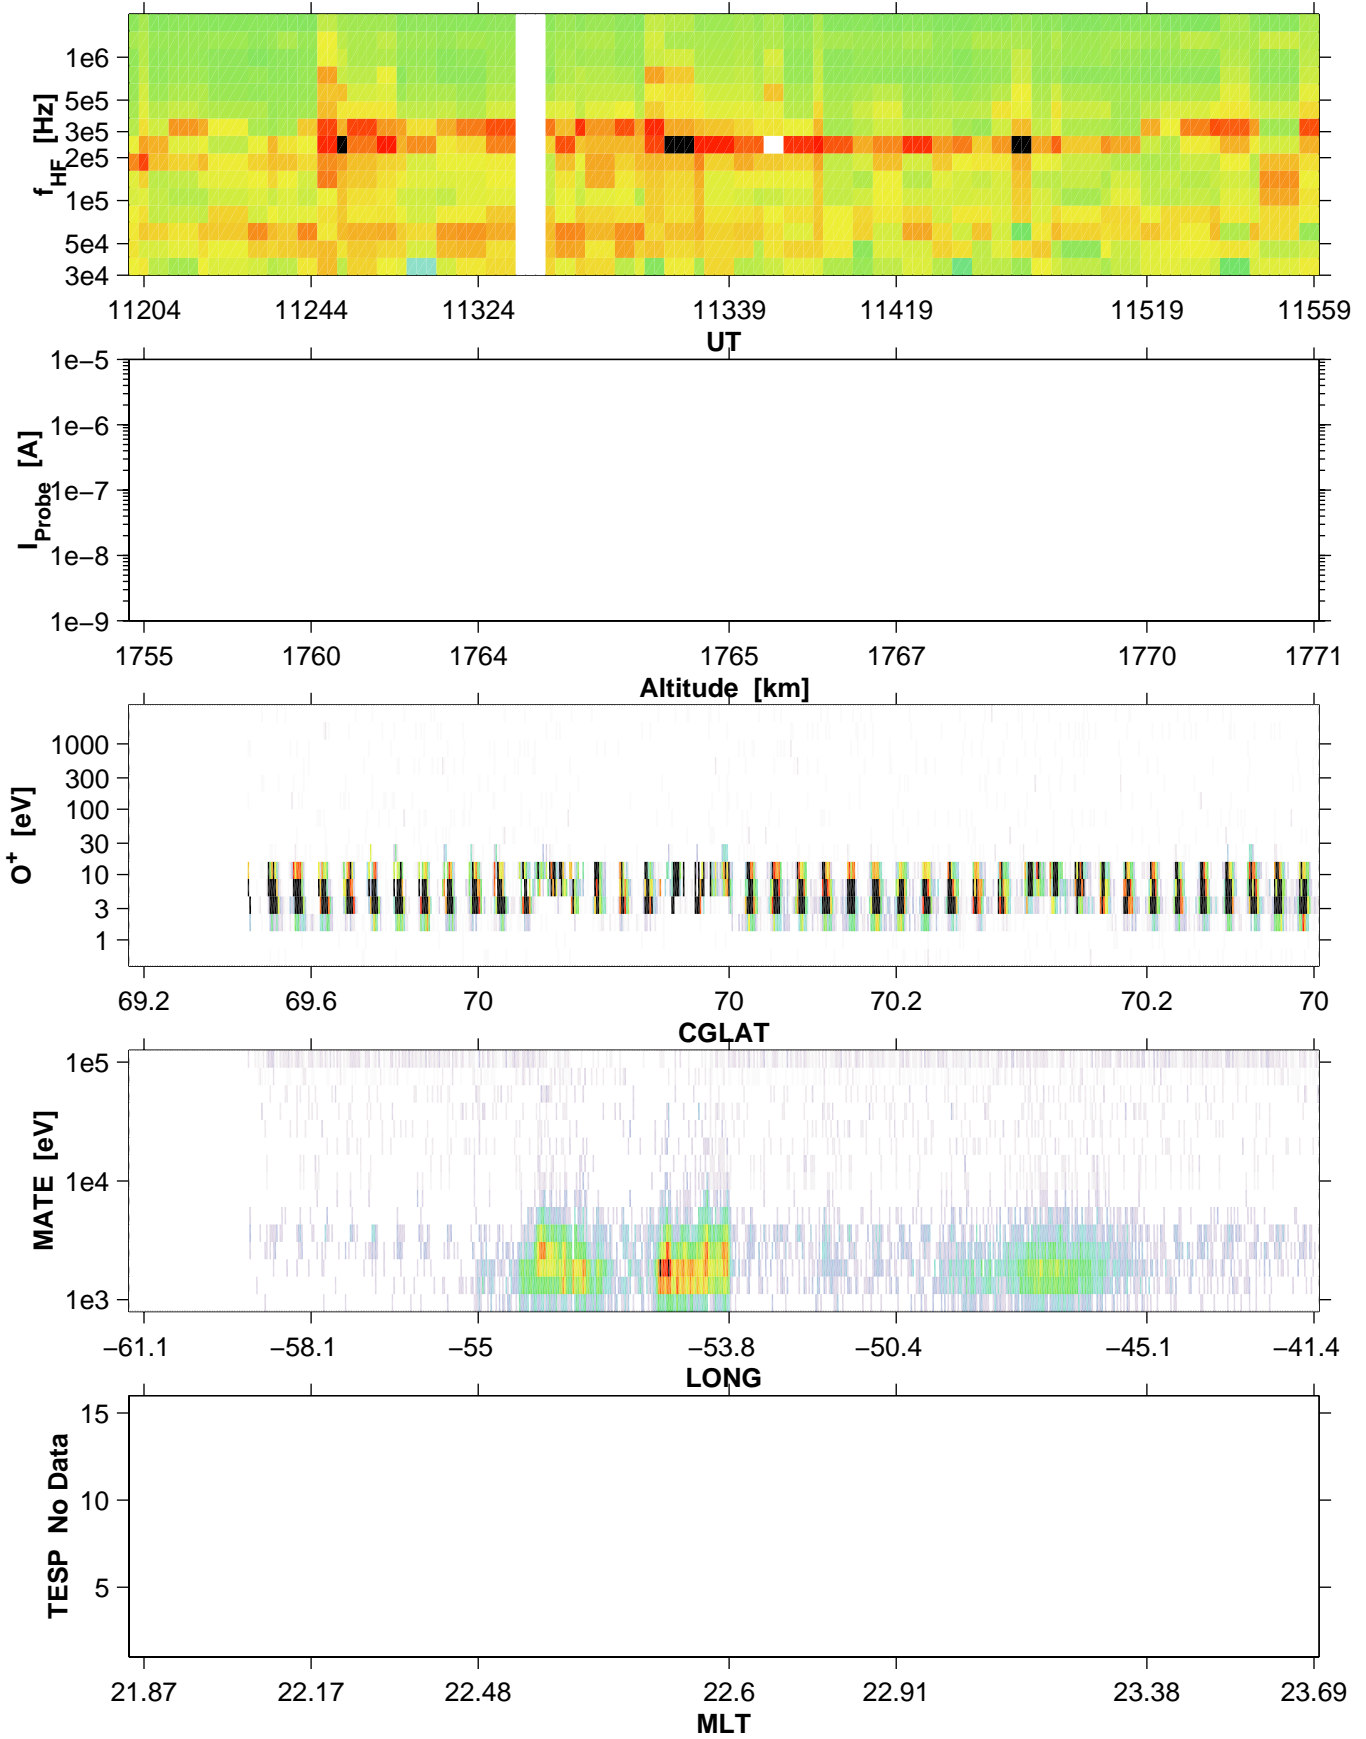 1e6
5e5
3e5
2e5
1e5
5e4
3e4
fHF [Hz]
11204 11244 11324 11339 11419 11519 11559
UT
1e−5
1e−6
1e−7
1e−8
1e−9
IProbe [A]
1755 1760 1764 1765 1767 1770 1771
Altitude [km]
1000
300
100
30
10
3
1
O+ [eV]
69.2 69.6 70 70 70.2 70.2 70
CGLAT
1e5
1e4
1e3
MATE [eV]
−61.1 −58.1 −55 −53.8 −50.4 −45.1 −41.4
LONG
15
10
5
TESP No Data
21.87 22.17 22.48 22.6 22.91 23.38 23.69
MLT